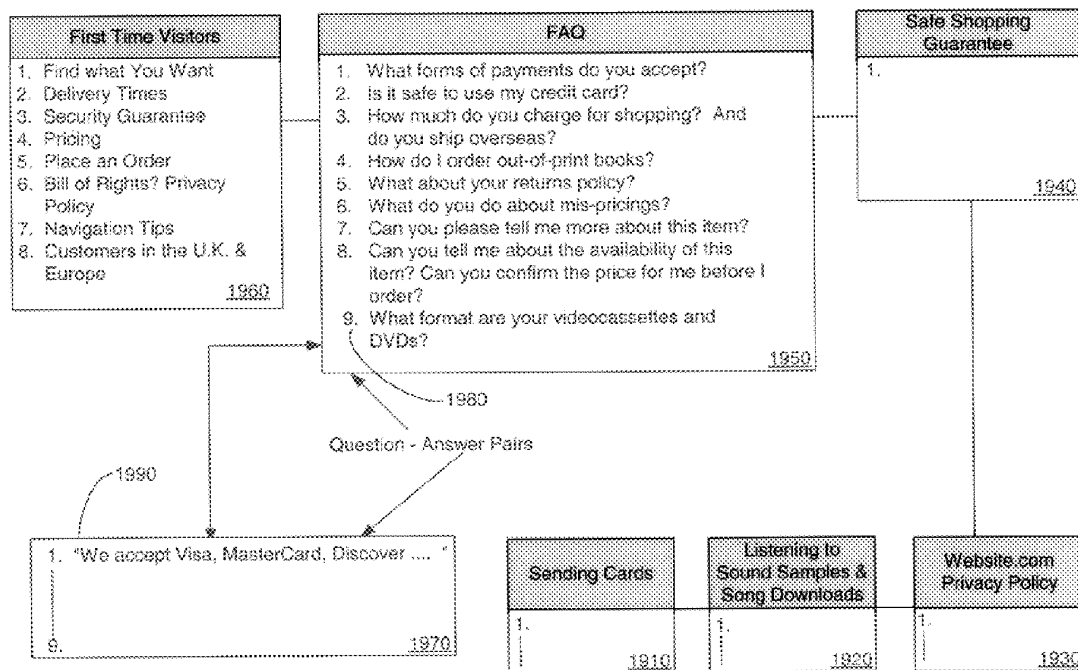 First Time Visitors
1. Find what You Want
2. Delivery Times
3. Security Guarantee
4. Pricing
5. Place an Order
6. Bill of Rights? Privacy
Policy
7. Navigation Tips
8. Customers in the U.K. &
Europe
1960
FAQ
1. What forms of payments do you accept?
2. Is it safe to use my credit card?
3. How much do you charge for shopping? And
do you ship overseas?
4. How do I order out-of-print books?
5. What about your returns policy?
6. What do you do about mis-pricings?
7. Can you please tell me more about this item?
8. Can you tell me about the availability of this
item? Can you confirm the price for me before I
order?
9. What format are your videocassettes and
DVDs?
1950
Safe Shopping
Guarantee
1.
1940
1980
Question - Answer Pairs
1990
1. "We accept Visa, MasterCard, Discover .... "
9.
1970
Sending Cards
1.
1910
Listening to
Sound Samples &
Song Downloads
1.
1920
Website.com
Privacy Policy
1.
1930